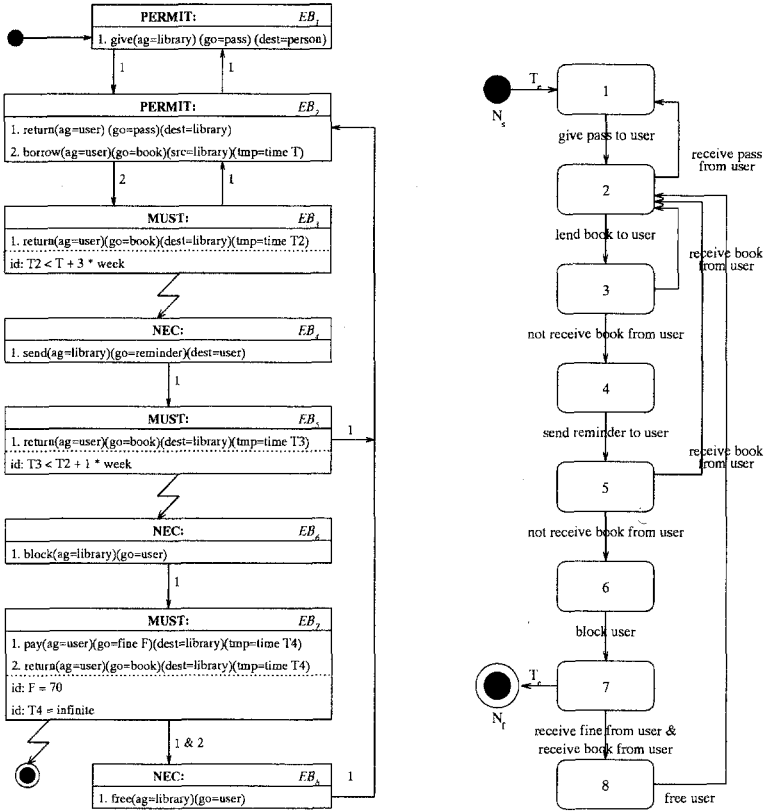 PERMIT: EB1
1. give(ag=library) (go=pass) (dest=person)
1 1
PERMIT: EB2
1. return(ag=user) (go=pass)(dest=library)
2. borrow(ag=user)(go=book)(src=library)(tmp=time T)
2 1
MUST: EB3
1. return(ag=user)(go=book)(dest=library)(tmp=time T2)
id: T2 < T + 3 * week
NEC: EB4
1. send(ag=library)(go=reminder)(dest=user)
1
MUST: EB5
1. return(ag=user)(go=book)(dest=library)(tmp=time T3)
1
id: T3 < T2 + 1 * week
NEC: EB6
1. block(ag=library)(go=user)
1
MUST: EB7
1. pay(ag=user)(go=fine F)(dest=library)(tmp=time T4)
2. return(ag=user)(go=book)(dest=library)(tmp=time T4)
id: F = 70
id: T4 = infinite
1 & 2
NEC: EB8
1
1. free(ag=library)(go=user)
Ns
Te
1
give pass to user
receive pass
from user
2
lend book to user
receive book
from user
3
not receive book from user
4
send reminder to user
receive book
from user
5
not receive book from user
6
block user
7
Te
Nf
receive fine from user &
receive book from user
8
free user